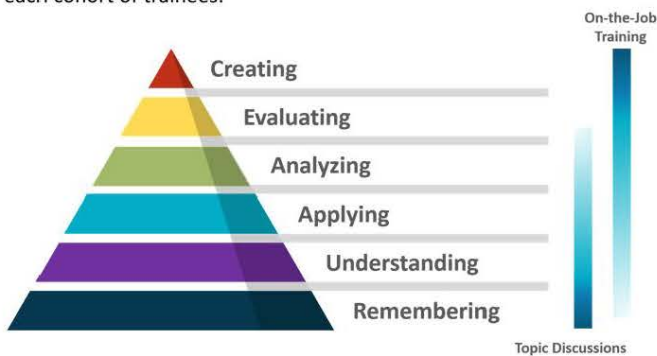 each cohort of trainees.
On-the-Job
Training
Creating
Evaluating
Analyzing
Applying
Understanding
Remembering
Topic Discussions